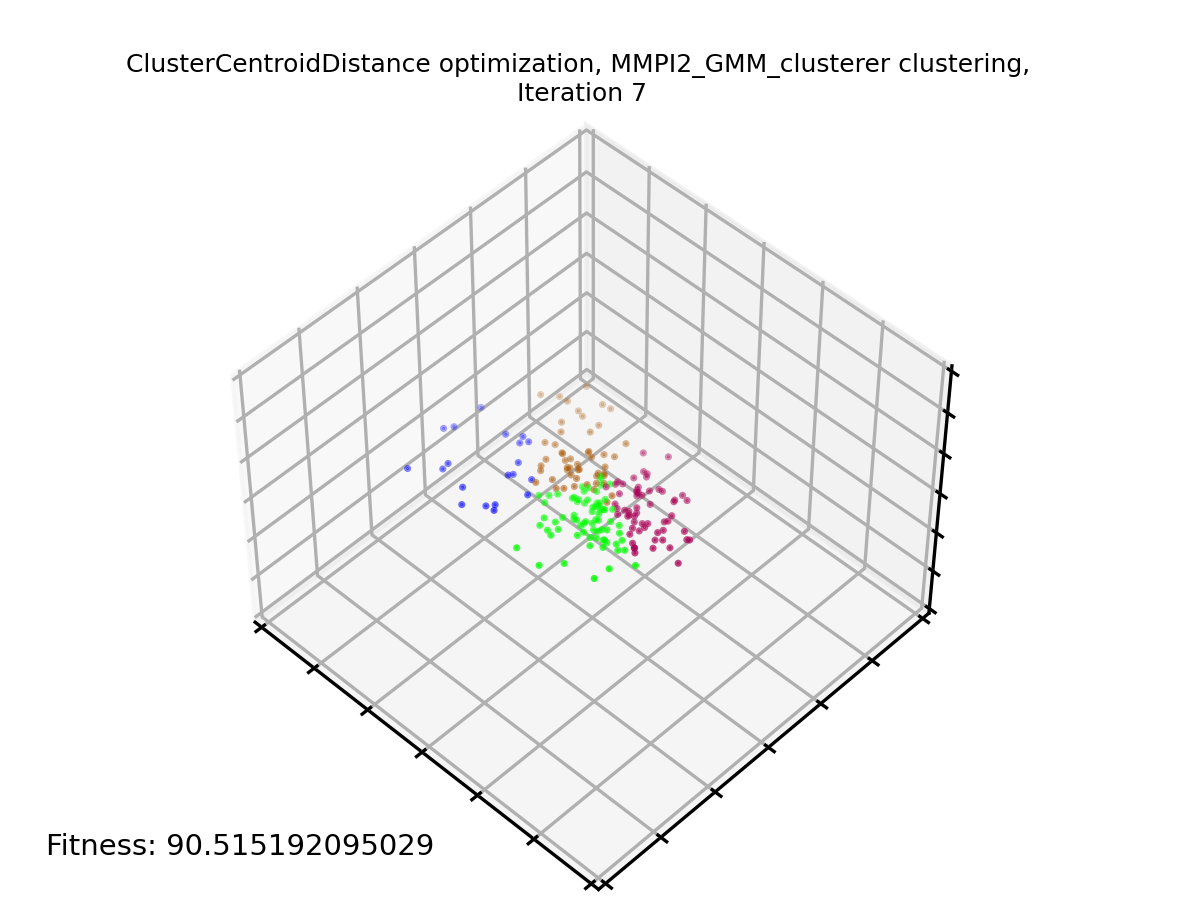 ClusterCentroidDistance optimization, MMPI2_GMM_clusterer clustering,
Iteration 7
Fitness: 90.515192095029